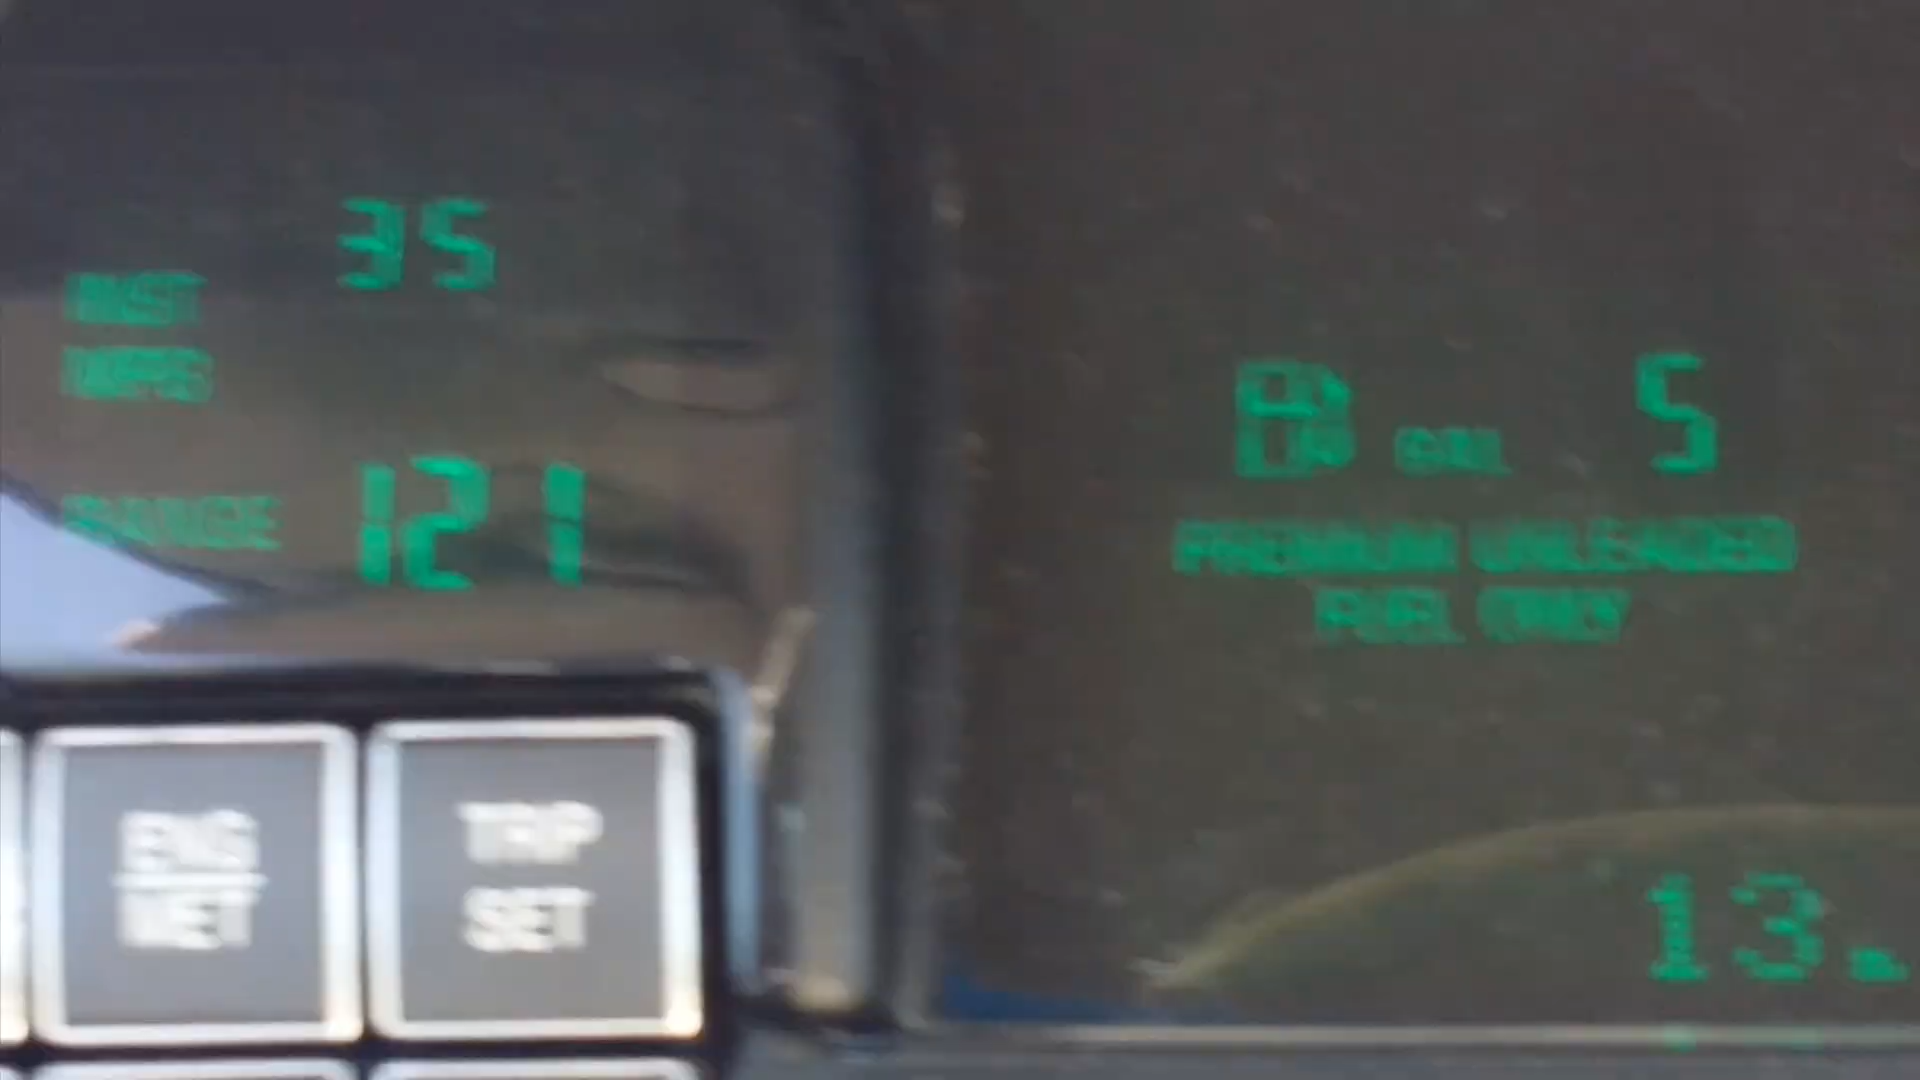 35
INST
MPG
RANGE 121
ENG
MET
TRIP
SET
GAL 5
PREMIUM UNLEADED
FUEL ONLY
13.